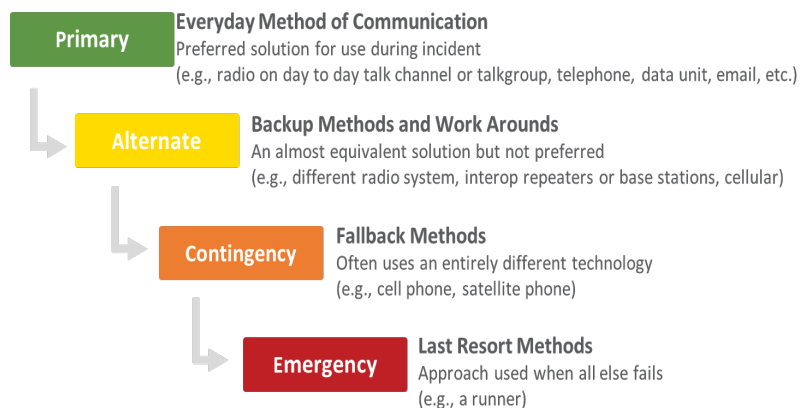 Primary
Everyday Method of Communication
Preferred solution for use during incident
(e.g., radio on day to day talk channel or talkgroup, telephone, data unit, email, etc.)
Alternate
Backup Methods and Work Arounds
An almost equivalent solution but not preferred
(e.g., different radio system, interop repeaters or base stations, cellular)
Contingency
Fallback Methods
Often uses an entirely different technology
(e.g., cell phone, satellite phone)
Emergency
Last Resort Methods
Approach used when all else fails
(e.g., a runner)